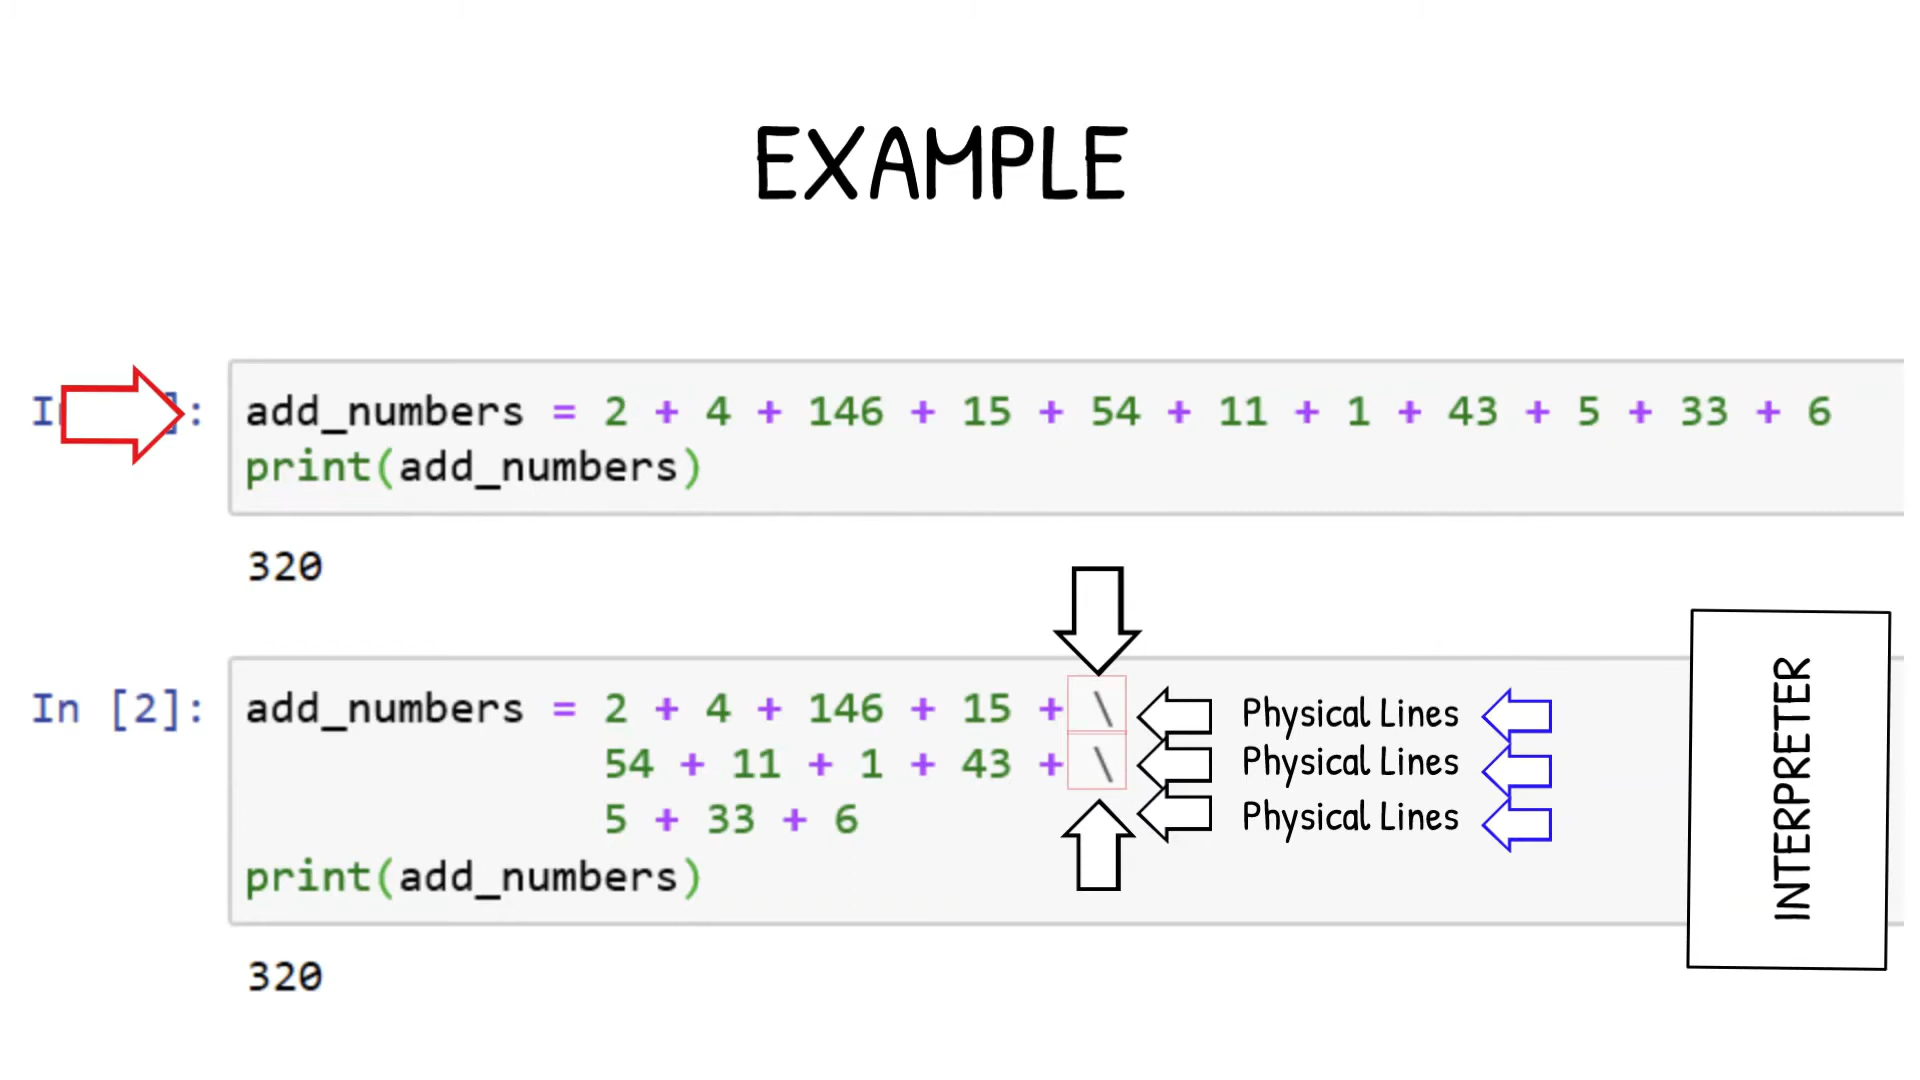 EXAMPLE
add_numbers = 2 + 4 + 146 + 15 + 54 + 11 + 1 + 43 + 5 + 33 + 6
print(add_numbers)
320
In [2]: add_numbers = 2 + 4 + 146 + 15 + \ Physical Lines
54 + 11 + 1 + 43 + \ Physical Lines
5 + 33 + 6 Physical Lines
print(add_numbers)
320
INTERPRETER